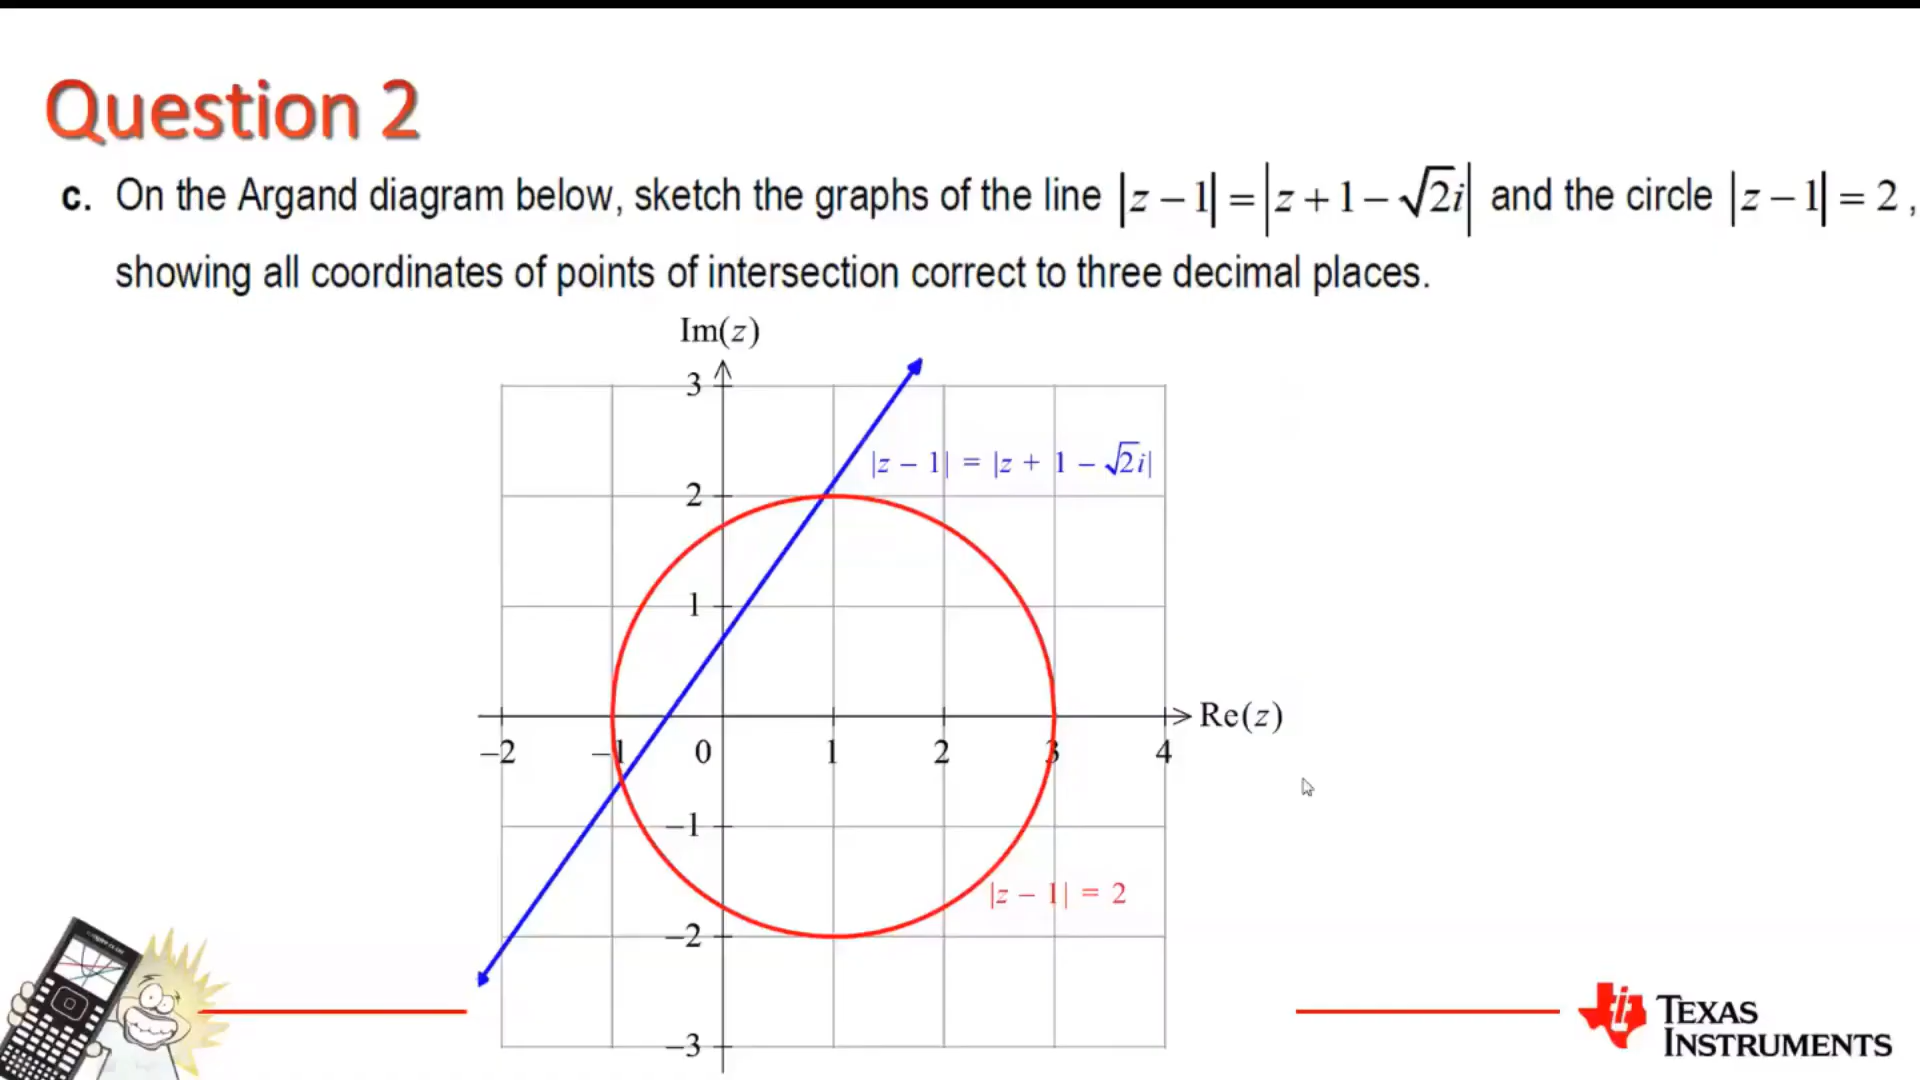 Question 2
c. On the Argand diagram below, sketch the graphs of the line |z − 1| = |z + 1 − √2i| and the circle |z − 1| = 2 ,
showing all coordinates of points of intersection correct to three decimal places.
Im(z)
3
|z − 1| = |z + 1 − √2i|
2
1
Re(z)
−2 −1 0 1 2 3 4
−1
|z − 1| = 2
−2
−3
TEXAS
INSTRUMENTS